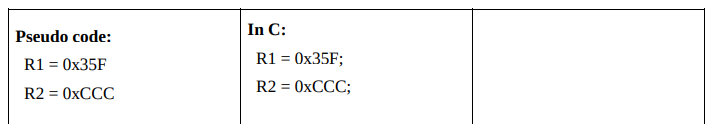 Pseudo code:
R1 = 0x35F
R2 = 0xCCC
In C:
R1 = 0x35F;
R2 = 0xCCC;